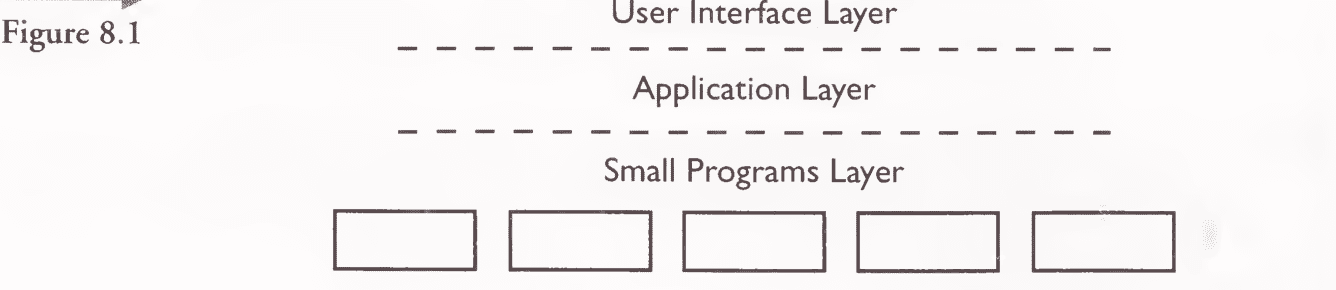 Figure 8.1
User Interface Layer
Application Layer
Small Programs Layer